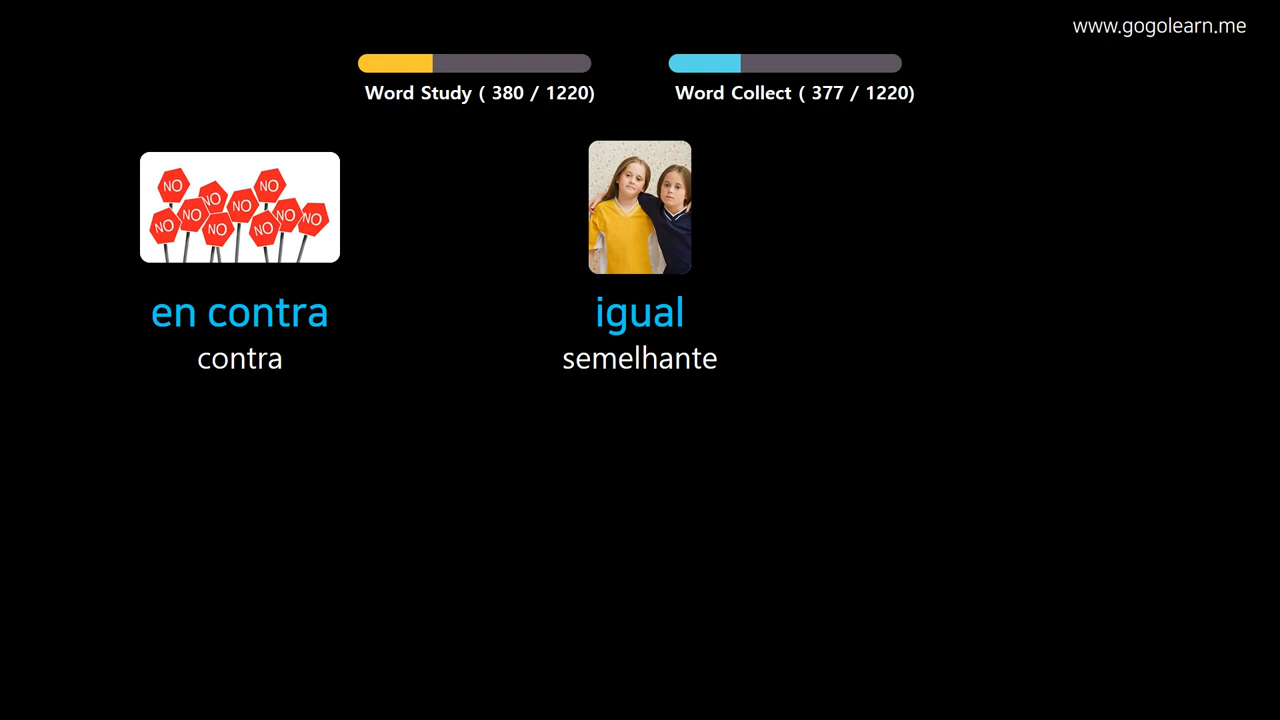 www.gogolearn.me
Word Study ( 380 / 1220)
Word Collect ( 377 / 1220)
NO
NO
NO
NO
NO
NO
NO
NO
NO
NO
en contra
contra
igual
semelhante